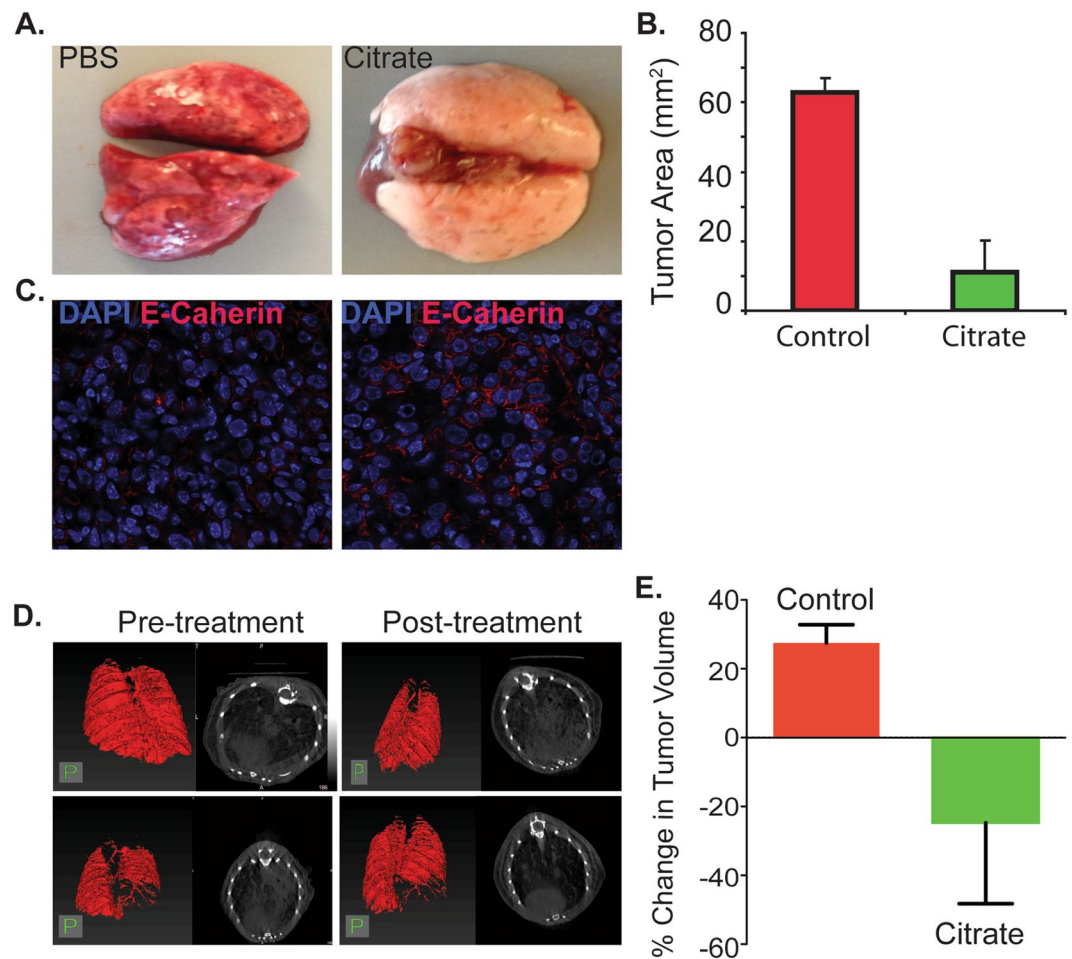 A.
PBS
Citrate
B.
80
60
40
20
0
Tumor Area (mm²)
Control
Citrate
C.
DAPI E-Caherin
DAPI E-Caherin
D.
Pre-treatment
Post-treatment
T
P
L
R
A
166
P
P
P
P
E.
40
20
0
-20
-40
-60
% Change in Tumor Volume
Control
Citrate